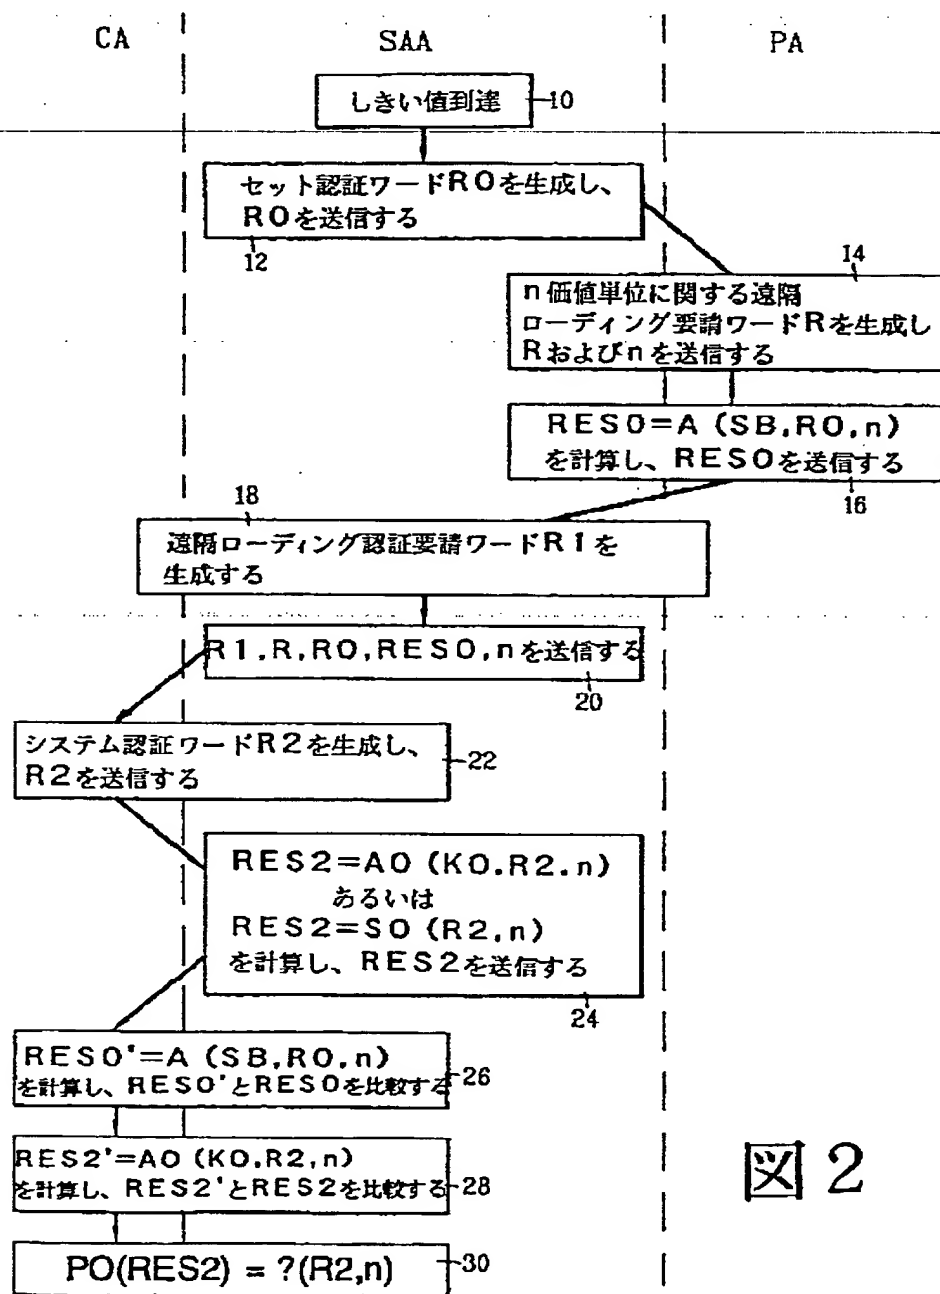 CA
SAA
PA
しきい値到達
10
セット認証ワードR0を生成し、
R0を送信する
12
14
n価値単位に関する遠隔
ローディング要請ワードRを生成し
Rおよびnを送信する
RES0=A (SB,R0,n)
を計算し、RES0を送信する
16
18
遠隔ローディング認証要請ワードR1を
生成する
R1,R,R0,RES0,nを送信する
20
システム認証ワードR2を生成し、
R2を送信する
22
RES2=A0 (K0,R2,n)
あるいは
RES2=S0 (R2,n)
を計算し、RES2を送信する
24
RES0'=A (SB,R0,n)
を計算し、RES0'とRES0を比較する
26
RES2'=A0 (K0,R2,n)
を計算し、RES2'とRES2を比較する
28
P0(RES2) = ?(R2,n)
30
図2